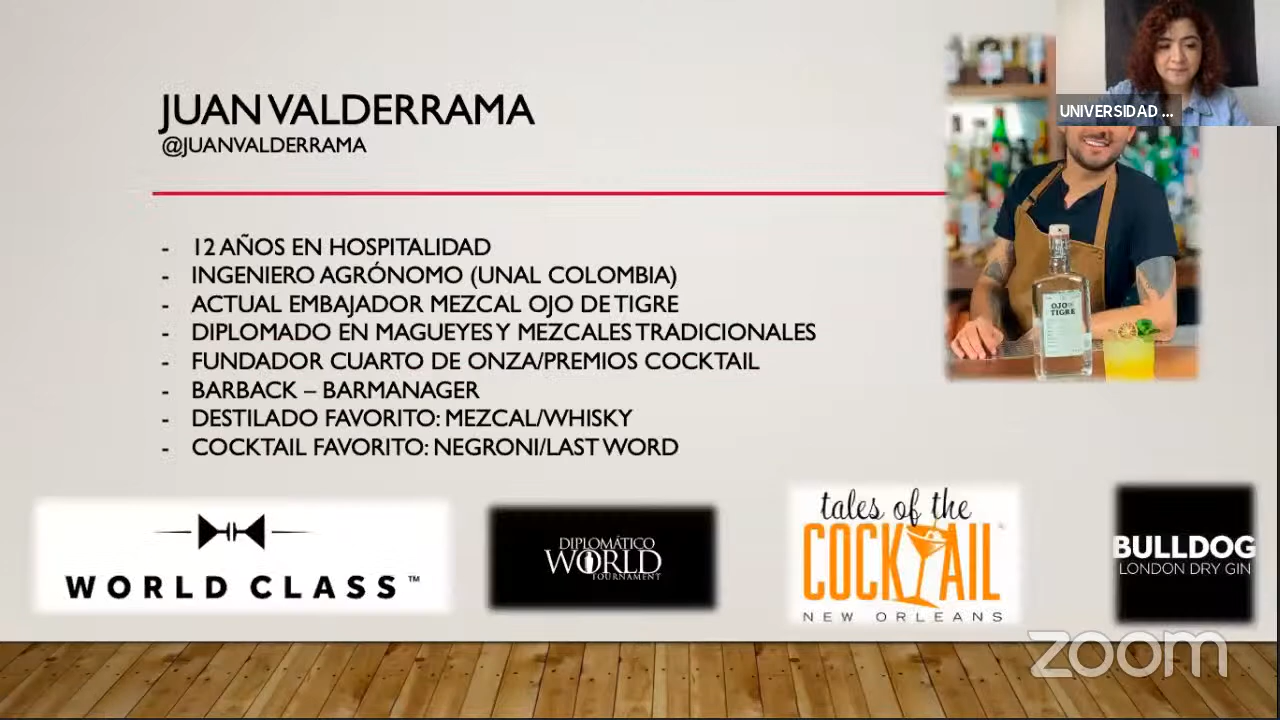 UNIVERSIDAD ...
JUAN VALDERRAMA
@JUANVALDERRAMA
- 12 AÑOS EN HOSPITALIDAD
- INGENIERO AGRÓNOMO (UNAL COLOMBIA)
- ACTUAL EMBAJADOR MEZCAL OJO DE TIGRE
- DIPLOMADO EN MAGUEYES Y MEZCALES TRADICIONALES
- FUNDADOR CUARTO DE ONZA/PREMIOS COCKTAIL
- BARBACK – BARMANAGER
- DESTILADO FAVORITO: MEZCAL/WHISKY
- COCKTAIL FAVORITO: NEGRONI/LAST WORD
OJO DE
TIGRE
WORLD CLASS™
DIPLOMÁTICO
WORLD
TOURNAMENT
tales of the
COCKTAIL
NEW ORLEANS
BULLDOG
LONDON DRY GIN
zoom